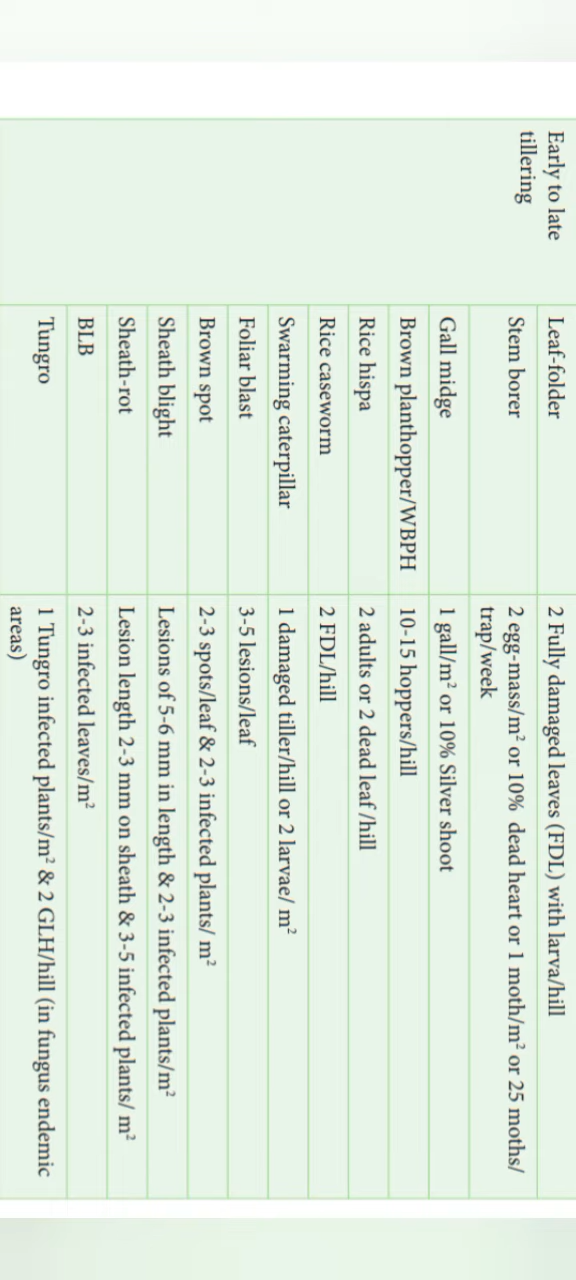 Early to late
tillering
Leaf-folder
2 Fully damaged leaves (FDL) with larva/hill
Stem borer
2 egg-mass/m² or 10% dead heart or 1 moth/m² or 25 moths/
trap/week
Gall midge
1 gall/m² or 10% Silver shoot
Brown planthopper/WBPH
10-15 hoppers/hill
Rice hispa
2 adults or 2 dead leaf /hill
Rice caseworm
2 FDL/hill
Swarming caterpillar
1 damaged tiller/hill or 2 larvae/ m²
Foliar blast
3-5 lesions/leaf
Brown spot
2-3 spots/leaf & 2-3 infected plants/ m²
Sheath blight
Lesions of 5-6 mm in length & 2-3 infected plants/m²
Sheath-rot
Lesion length 2-3 mm on sheath & 3-5 infected plants/ m²
BLB
2-3 infected leaves/m²
Tungro
1 Tungro infected plants/m² & 2 GLH/hill (in fungus endemic
areas)